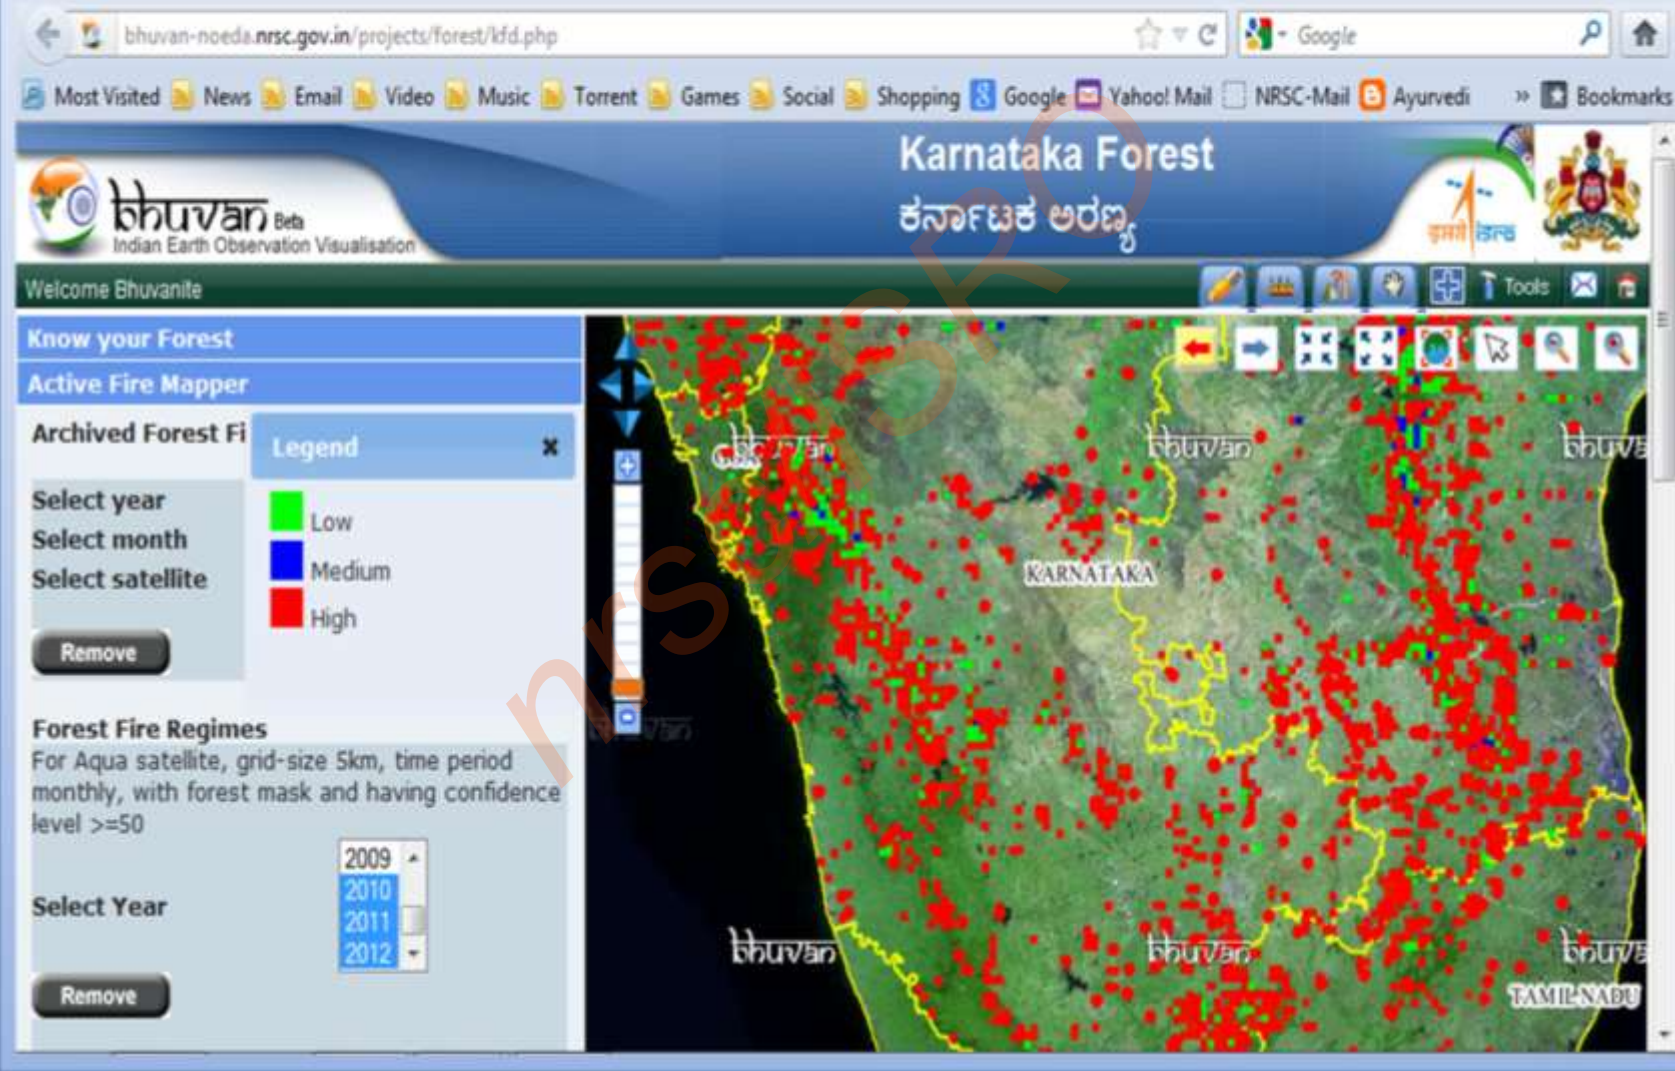 bhuvan-noeda.nrsc.gov.in/projects/forest/kfd.php
Google
Most Visited News Email Video Music Torrent Games Social Shopping Google Yahoo! Mail NRSC-Mail Ayurvedi » Bookmarks
bhuvan Beta
Indian Earth Observation Visualisation
Karnataka Forest
ಕರ್ನಾಟಕ ಅರಣ್ಯ
इसरो isro
Welcome Bhuvanite
Tools
Know your Forest
Active Fire Mapper
Archived Forest Fi
Legend
Select year
Select month
Select satellite
Low
Medium
High
Remove
Forest Fire Regimes
For Aqua satellite, grid-size 5km, time period
monthly, with forest mask and having confidence
level >=50
Select Year
2009
2010
2011
2012
Remove
bhuvan bhuvan bhuva
KARNATAKA
bhuvan
bhuvan bhuvan bhuva
TAMIL NADU